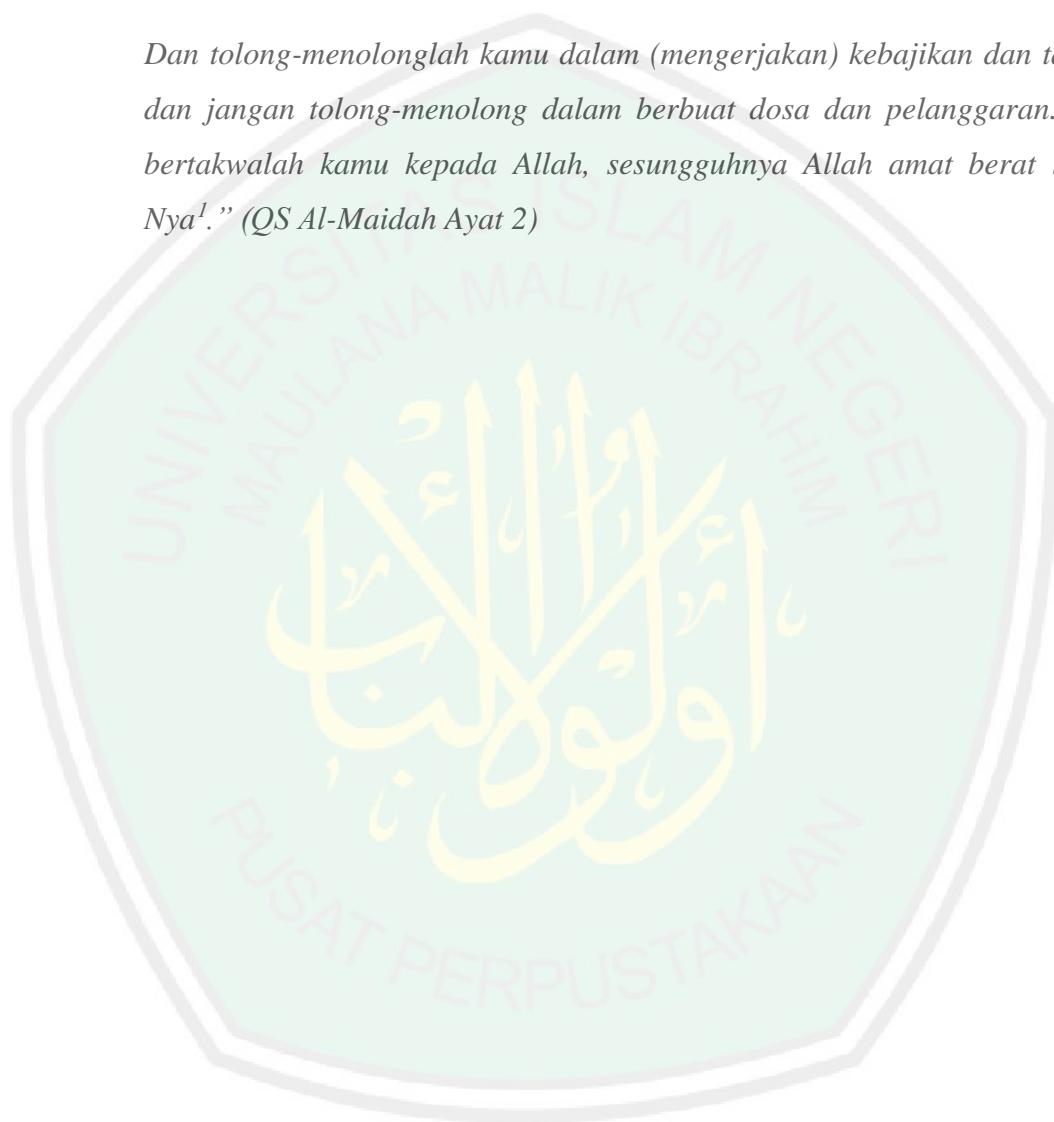 Dan tolong-menolonglah kamu dalam (mengerjakan) kebajikan dan
dan jangan tolong-menolong dalam berbuat dosa dan pelanggaran.
bertakwalah kamu kepada Allah, sesungguhnya Allah amat berat
Nya¹.” (QS Al-Maidah Ayat 2)
UNIVERSITAS ISLAM NEGERI
MAULANA MALIK IBRAHIM
أولوا الألباب
PUSAT PERPUSTAKAAN